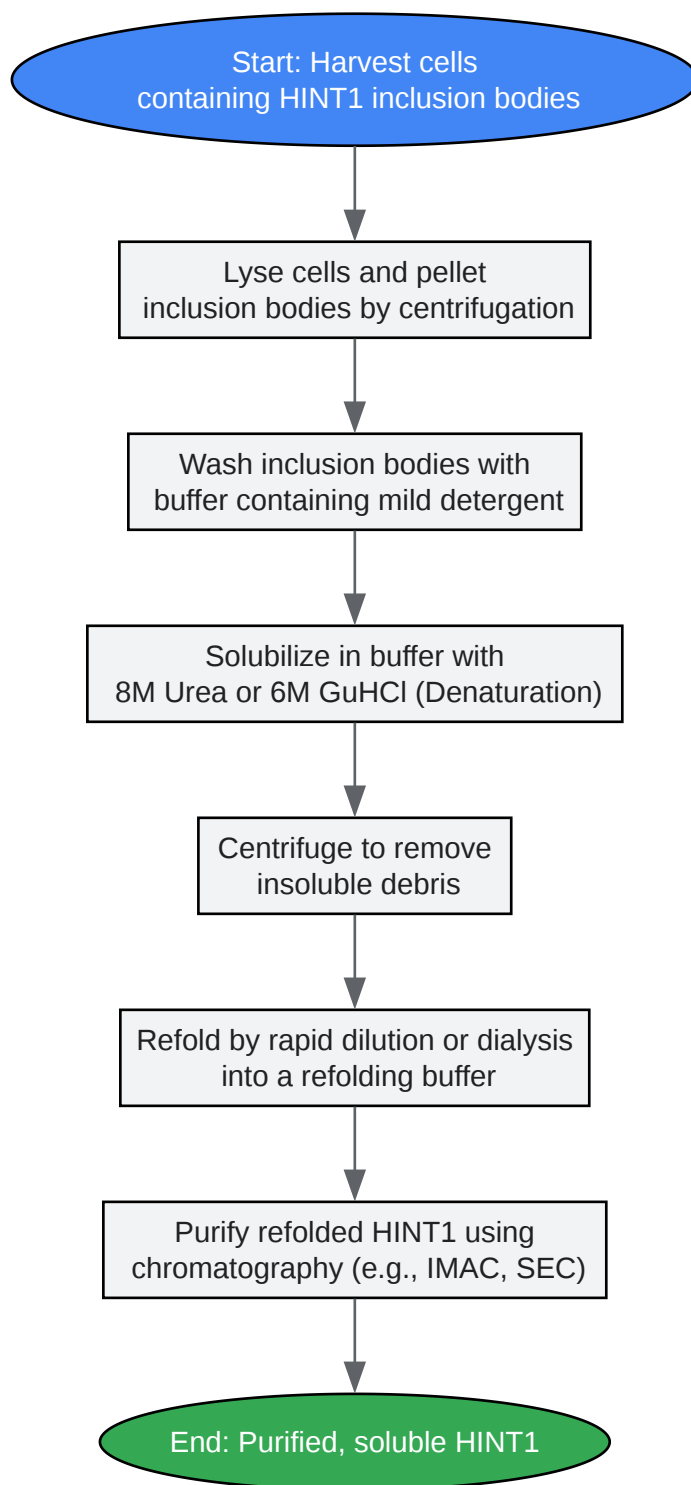 Start: Harvest cells
containing HINT1 inclusion bodies
Lyse cells and pellet
inclusion bodies by centrifugation
Wash inclusion bodies with
buffer containing mild detergent
Solubilize in buffer with
8M Urea or 6M GuHCl (Denaturation)
Centrifuge to remove
insoluble debris
Refold by rapid dilution or dialysis
into a refolding buffer
Purify refolded HINT1 using
chromatography (e.g., IMAC, SEC)
End: Purified, soluble HINT1